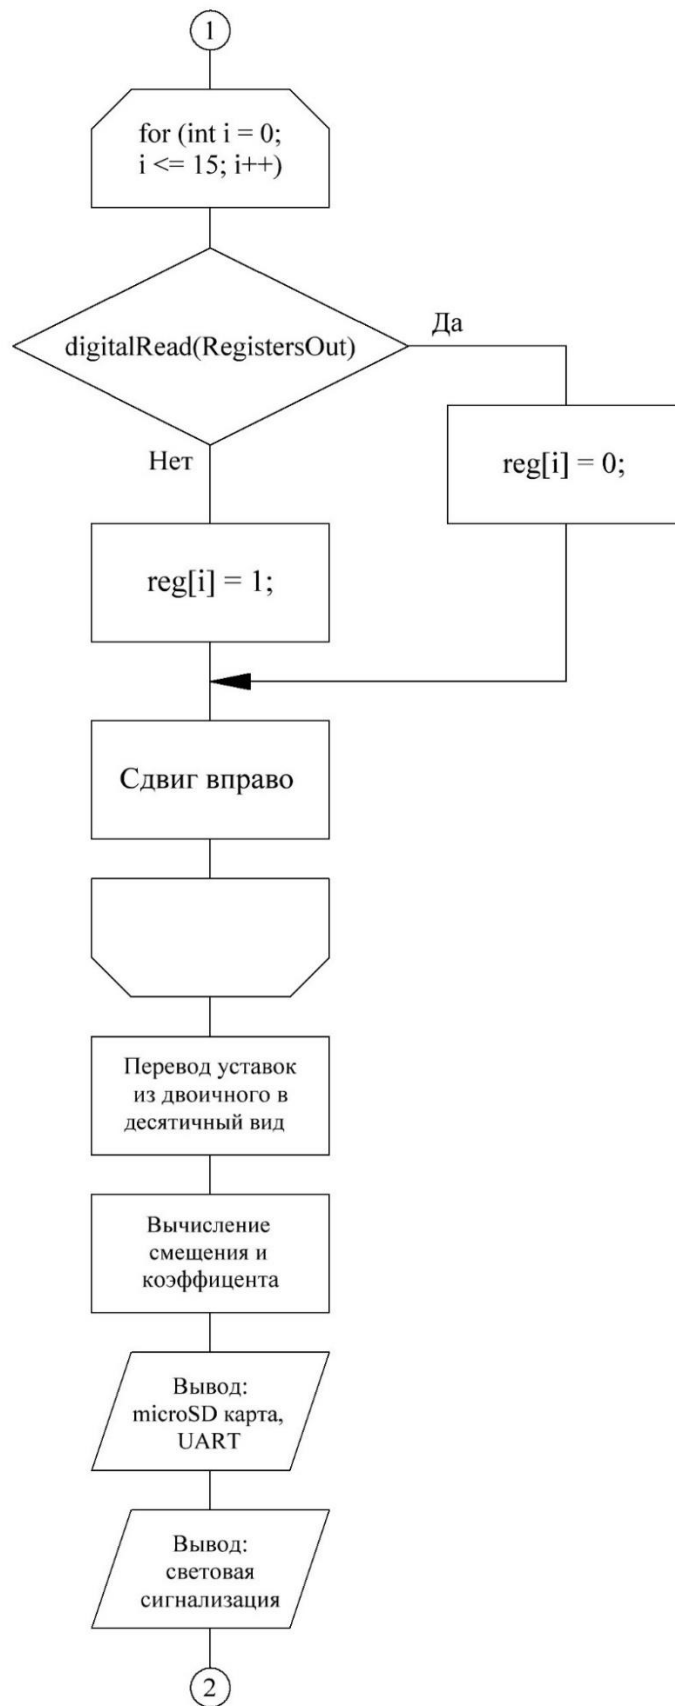 1
for (int i = 0;
i <= 15; i++)
digitalRead(RegistersOut)
Да
Нет
reg[i] = 0;
reg[i] = 1;
Сдвиг вправо
Перевод уставок
из двоичного в
десятичный вид
Вычисление
смещения и
коэффицента
Вывод:
microSD карта,
UART
Вывод:
световая
сигнализация
2